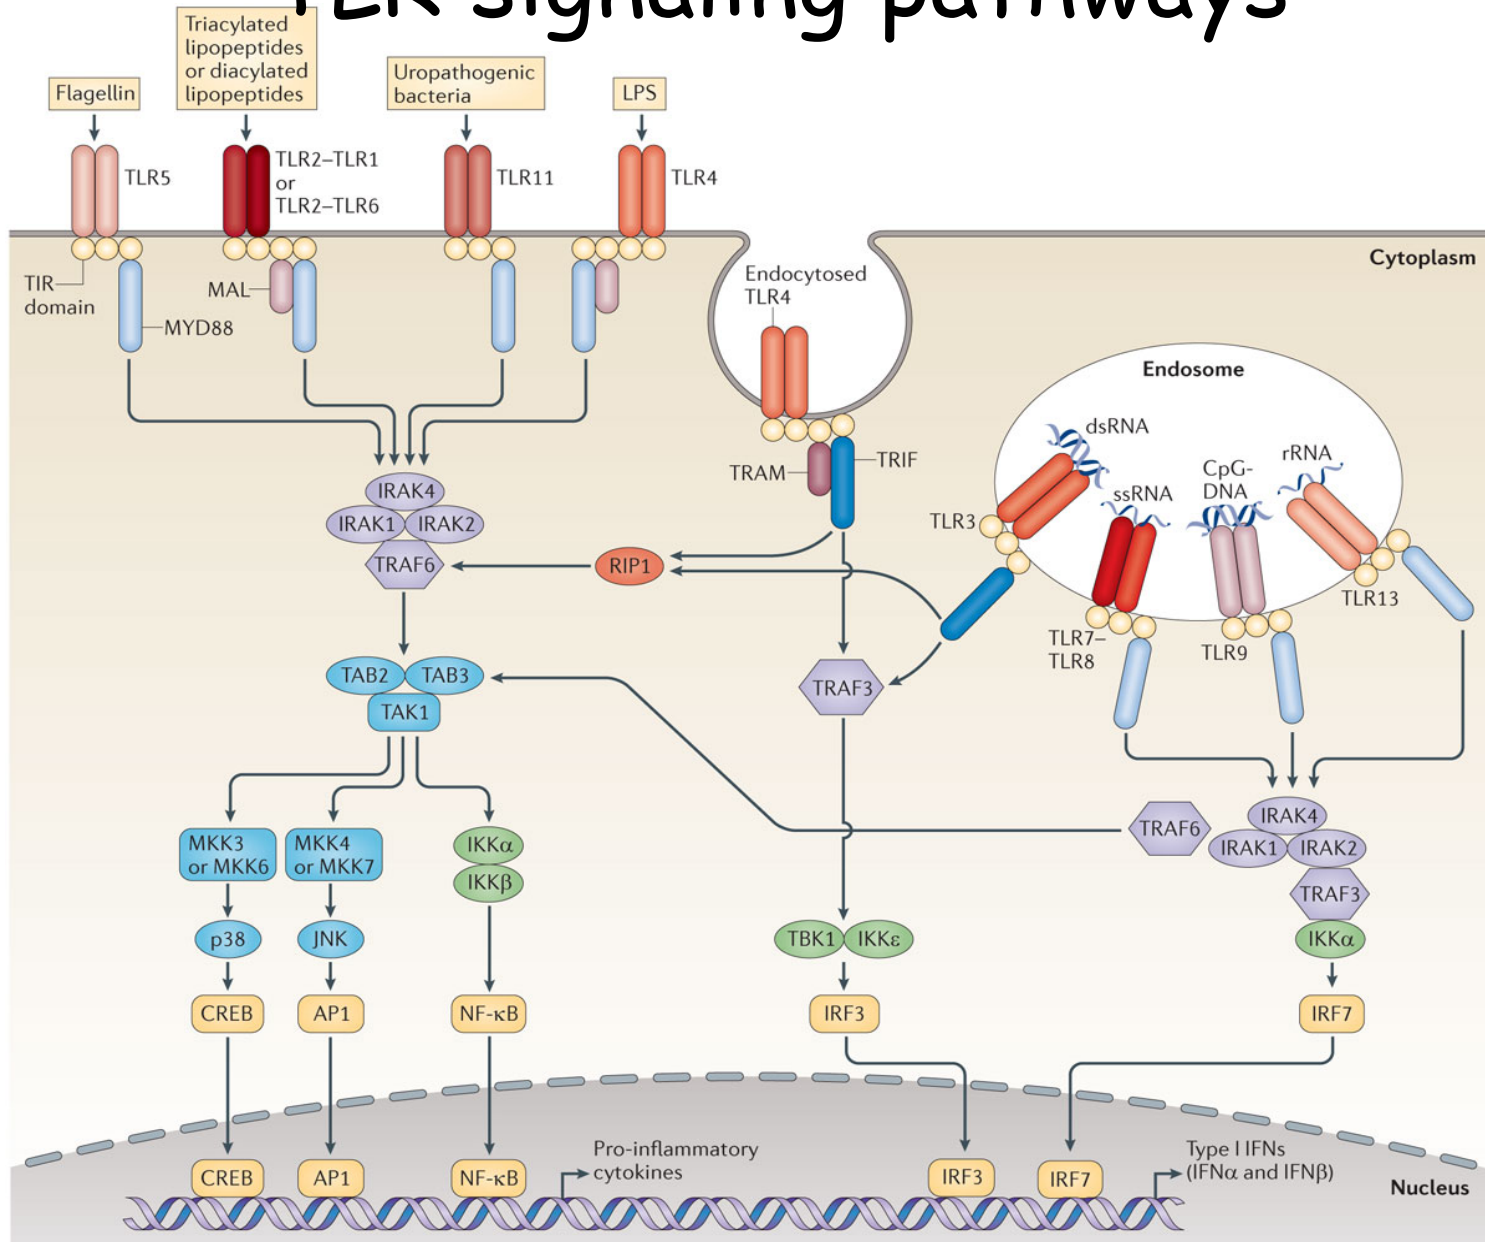 TLR signaling pathways
Triacylated
lipopeptides
or diacylated
lipopeptides
Flagellin
Uropathogenic
bacteria
LPS
TLR5
TLR2–TLR1
or
TLR2–TLR6
TLR11
TLR4
Cytoplasm
TIR
domain
MAL
MYD88
Endocytosed
TLR4
Endosome
dsRNA
rRNA
CpG-
DNA
ssRNA
TRAM
TRIF
TLR3
IRAK4
IRAK1
IRAK2
TRAF6
RIP1
TLR13
TLR7–
TLR8
TLR9
TAB2
TAB3
TAK1
TRAF3
MKK3
or MKK6
MKK4
or MKK7
IKKα
IKKβ
TRAF6
IRAK4
IRAK1
IRAK2
TRAF3
IKKα
p38
JNK
TBK1
IKKε
CREB
AP1
NF-κB
IRF3
IRF7
Pro-inflammatory
cytokines
Type I IFNs
(IFNα and IFNβ)
CREB
AP1
NF-κB
IRF3
IRF7
Nucleus